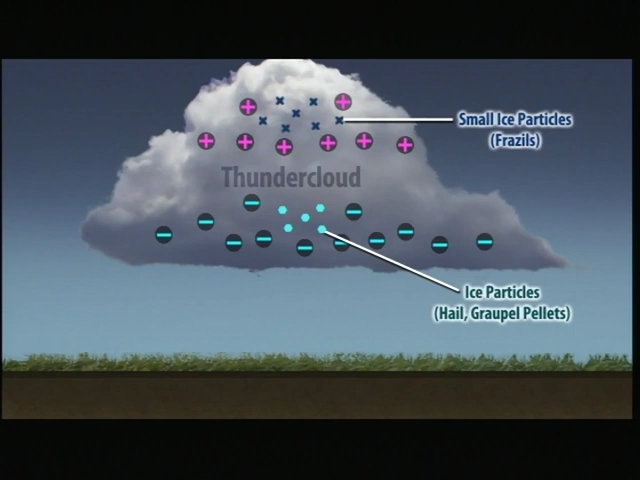 Small Ice Particles
(Frazils)
Thundercloud
Ice Particles
(Hail, Graupel Pellets)